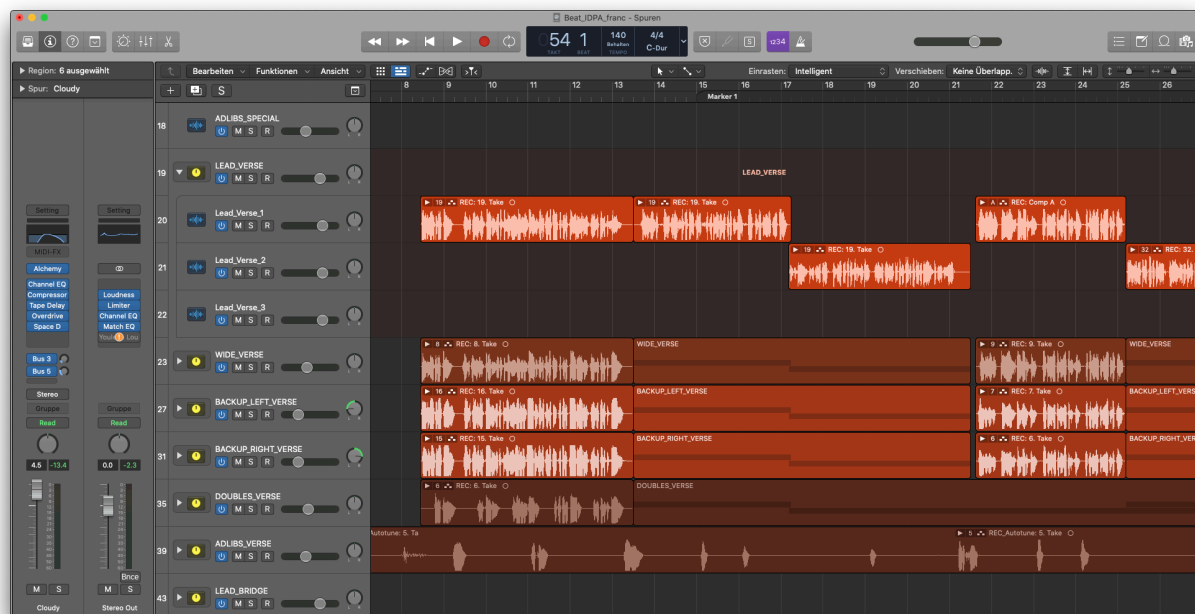 Beat_IDPA_franc - Spuren
54 1
TAKT BEAT
140
Behalten
TEMPO
4/4
C-Dur
S
1234
Region: 6 ausgewählt
Spur: Cloudy
Bearbeiten Funktionen Ansicht
Einrasten: Intelligent
Verschieben: Keine Überlapp.
S
8 9 10 11 12 13 14 15 16 17 18 19 20 21 22 23 24 25 26
Marker 1
18 ADLIBS_SPECIAL
M S R
19 LEAD_VERSE
M S R
LEAD_VERSE
20 Lead_Verse_1
M S R
19 REC: 19. Take
19 REC: 19. Take
A REC: Comp A
21 Lead_Verse_2
M S R
19 REC: 19. Take
32 REC: 32.
22 Lead_Verse_3
M S R
23 WIDE_VERSE
M S R
8 REC: 8. Take
WIDE_VERSE
9 REC: 9. Take
WIDE_VERSE
27 BACKUP_LEFT_VERSE
M S R
16 REC: 16. Take
BACKUP_LEFT_VERSE
7 REC: 7. Take
BACKUP_LEFT_VERS
31 BACKUP_RIGHT_VERSE
M S R
15 REC: 15. Take
BACKUP_RIGHT_VERSE
6 REC: 6. Take
BACKUP_RIGHT_VER
35 DOUBLES_VERSE
M S R
6 REC: 6. Take
DOUBLES_VERSE
39 ADLIBS_VERSE
M S R
Autotune: 5. Ta
5 REC_Autotune: 5. Take
43 LEAD_BRIDGE
M S R
Setting Setting
MIDI-FX
Alchemy
Channel EQ
Compressor Loudness
Tape Delay Limiter
Overdrive Channel EQ
Space D Match EQ
Lou
Bus 3
Bus 5
Stereo
Gruppe Gruppe
Read Read
4.5 -13.4 0.0 -2.3
Bnce
M S M S
Cloudy Stereo Out